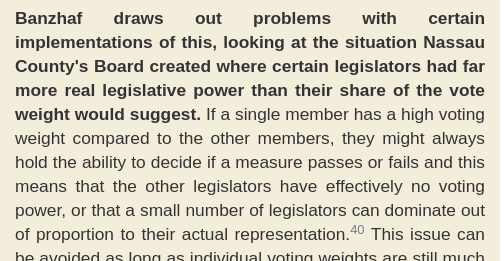 Banzhaf draws out problems with certain
implementations of this, looking at the situation Nassau
County's Board created where certain legislators had far
more real legislative power than their share of the vote
weight would suggest. If a single member has a high voting
weight compared to the other members, they might always
hold the ability to decide if a measure passes or fails and this
means that the other legislators have effectively no voting
power, or that a small number of legislators can dominate out
of proportion to their actual representation.40 This issue can
be avoided as long as individual voting weights are still much